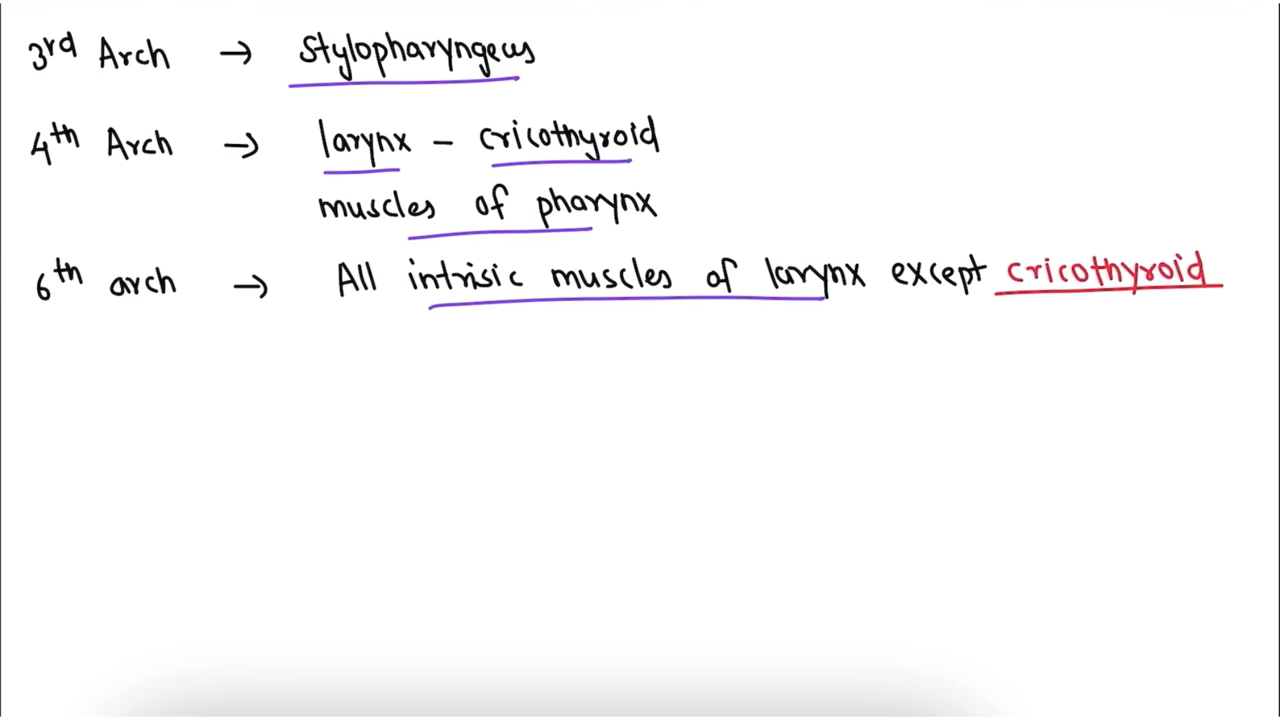 3rd Arch → Stylopharyngeus
4th Arch → larynx - cricothyroid
muscles of pharynx
6th arch → All intrisic muscles of larynx except cricothyroid